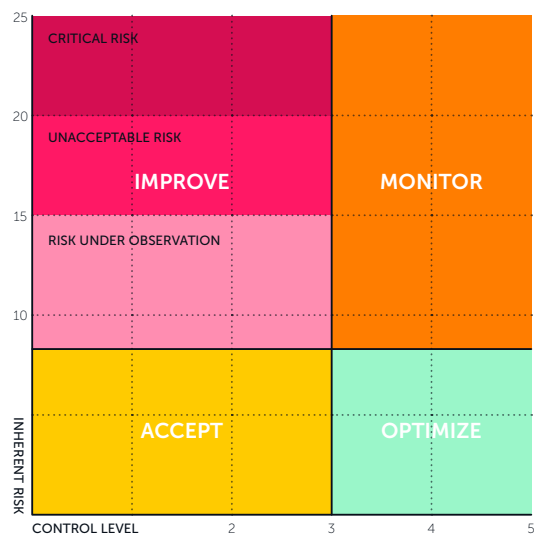 25
CRITICAL RISK
20
UNACCEPTABLE RISK
IMPROVE
MONITOR
15
RISK UNDER OBSERVATION
10
ACCEPT
OPTIMIZE
INHERENT RISK
CONTROL LEVEL
2
3
4
5